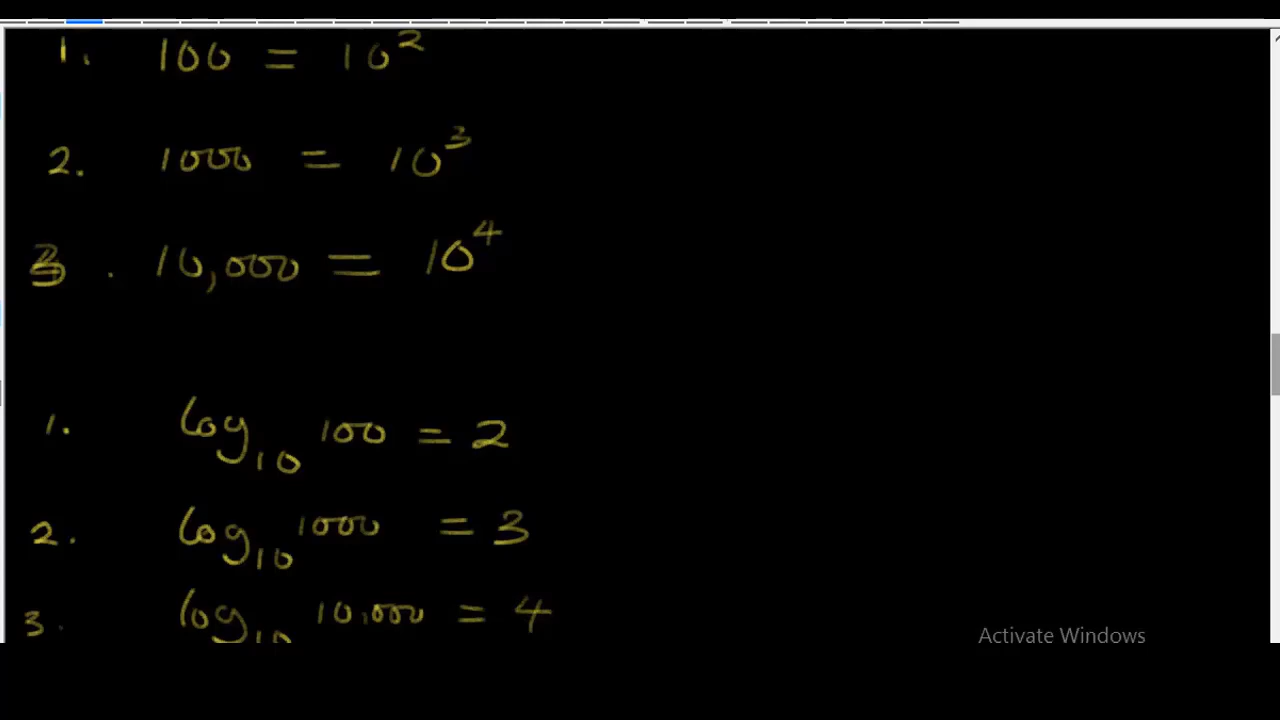 1. 100 = 10²
2. 1000 = 10³
3. 10,000 = 10⁴
1. log₁₀ 100 = 2
2. log₁₀ 1000 = 3
3. log₁₀ 10,000 = 4
Activate Windows